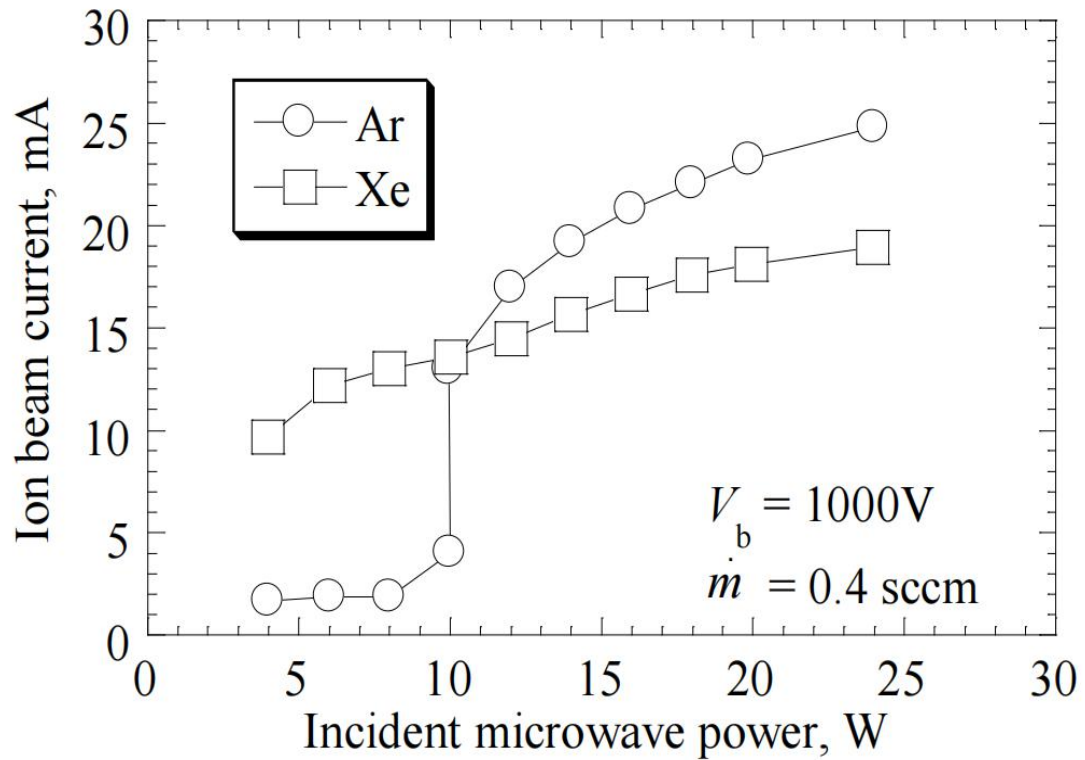 30
25
20
15
10
5
0
Ion beam current, mA
Ar
Xe
V_b = 1000V
ṁ = 0.4 sccm
0 5 10 15 20 25 30
Incident microwave power, W